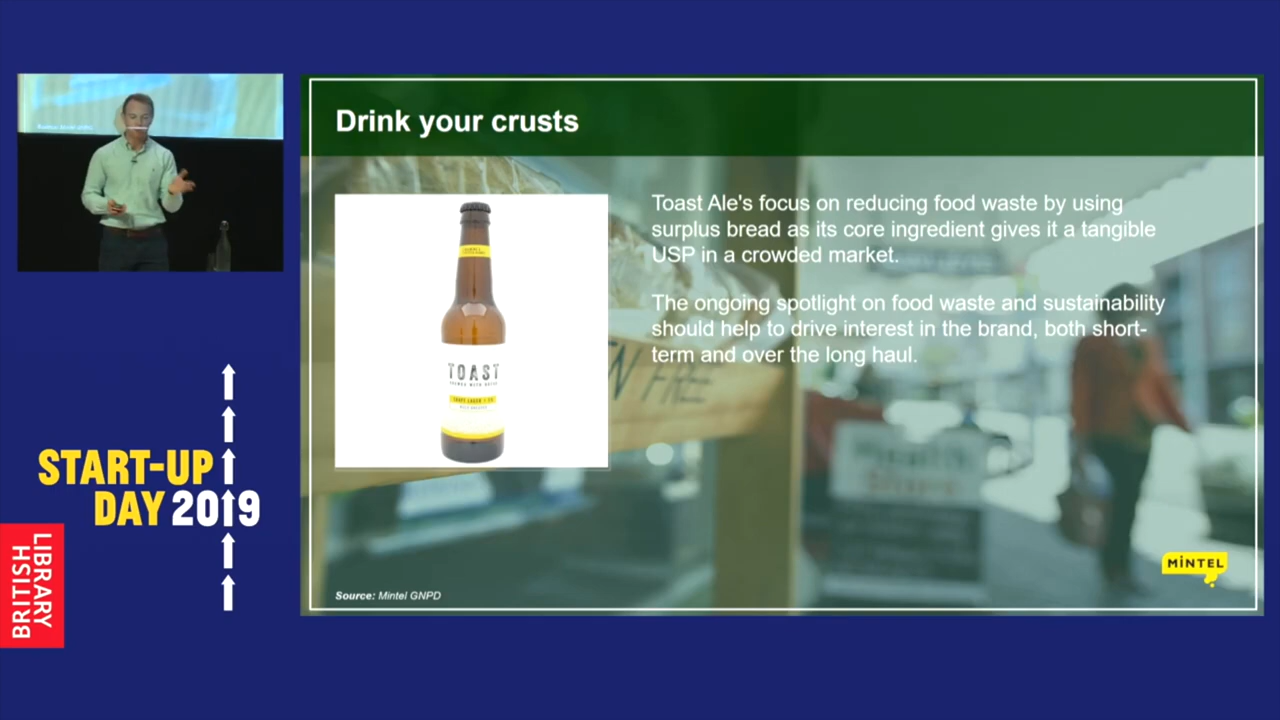 Drink your crusts
Toast Ale's focus on reducing food waste by using
surplus bread as its core ingredient gives it a tangible
USP in a crowded market.
The ongoing spotlight on food waste and sustainability
should help to drive interest in the brand, both short-
term and over the long haul.
TOAST
Source: Mintel GNPD
MiNTEL
START-UP
DAY 2019
BRITISH
LIBRARY
Health
Store
N FREE